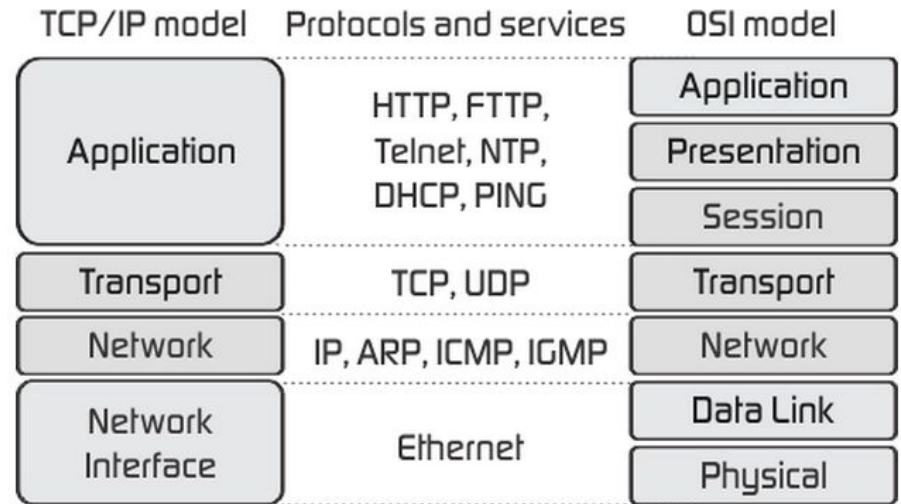 TCP/IP model Protocols and services OSI model
Application
HTTP, FTTP,
Telnet, NTP,
DHCP, PING
Application
Presentation
Session
Transport TCP, UDP Transport
Network IP, ARP, ICMP, IGMP Network
Network
Interface
Ethernet
Data Link
Physical